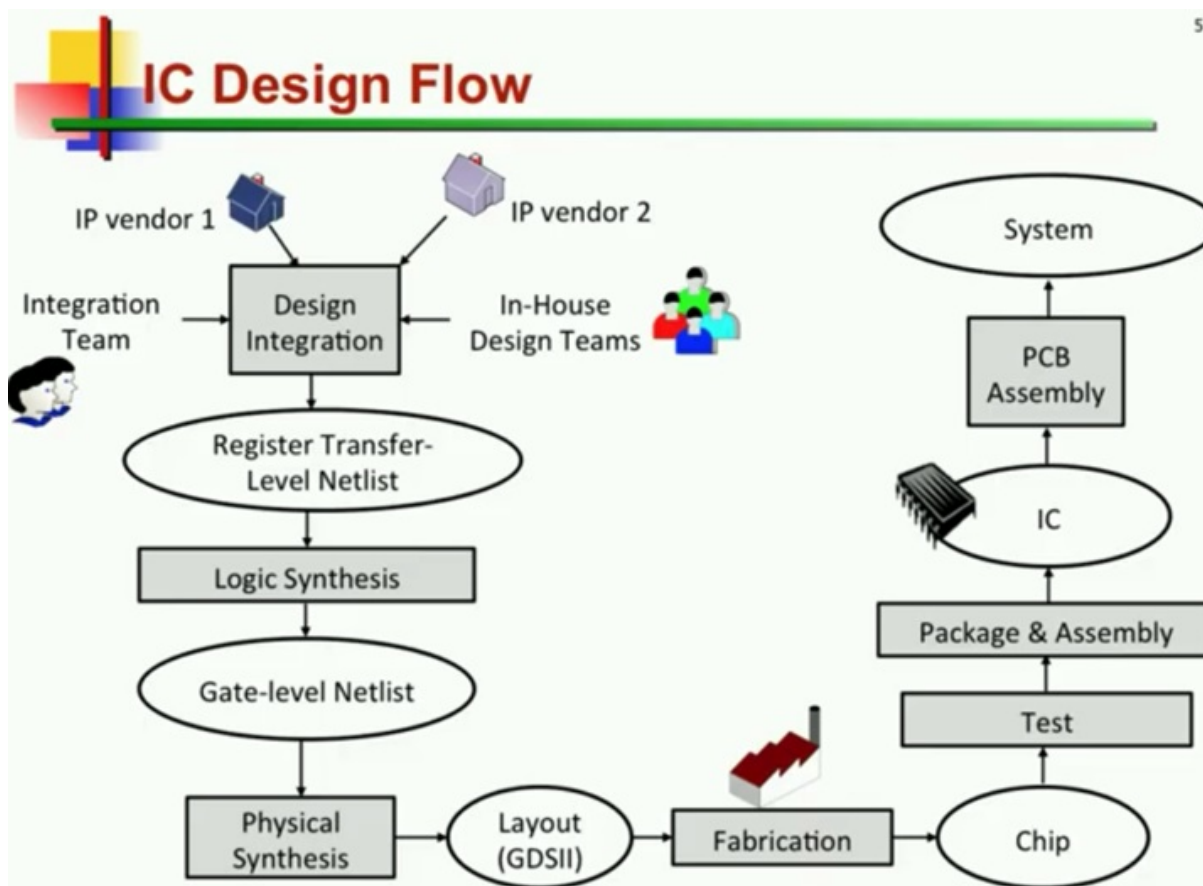 5
IC Design Flow
IP vendor 1
IP vendor 2
Integration
Team
Design
Integration
In-House
Design Teams
Register Transfer-
Level Netlist
Logic Synthesis
Gate-level Netlist
Physical
Synthesis
Layout
(GDSII)
Fabrication
Chip
Test
Package & Assembly
IC
PCB
Assembly
System